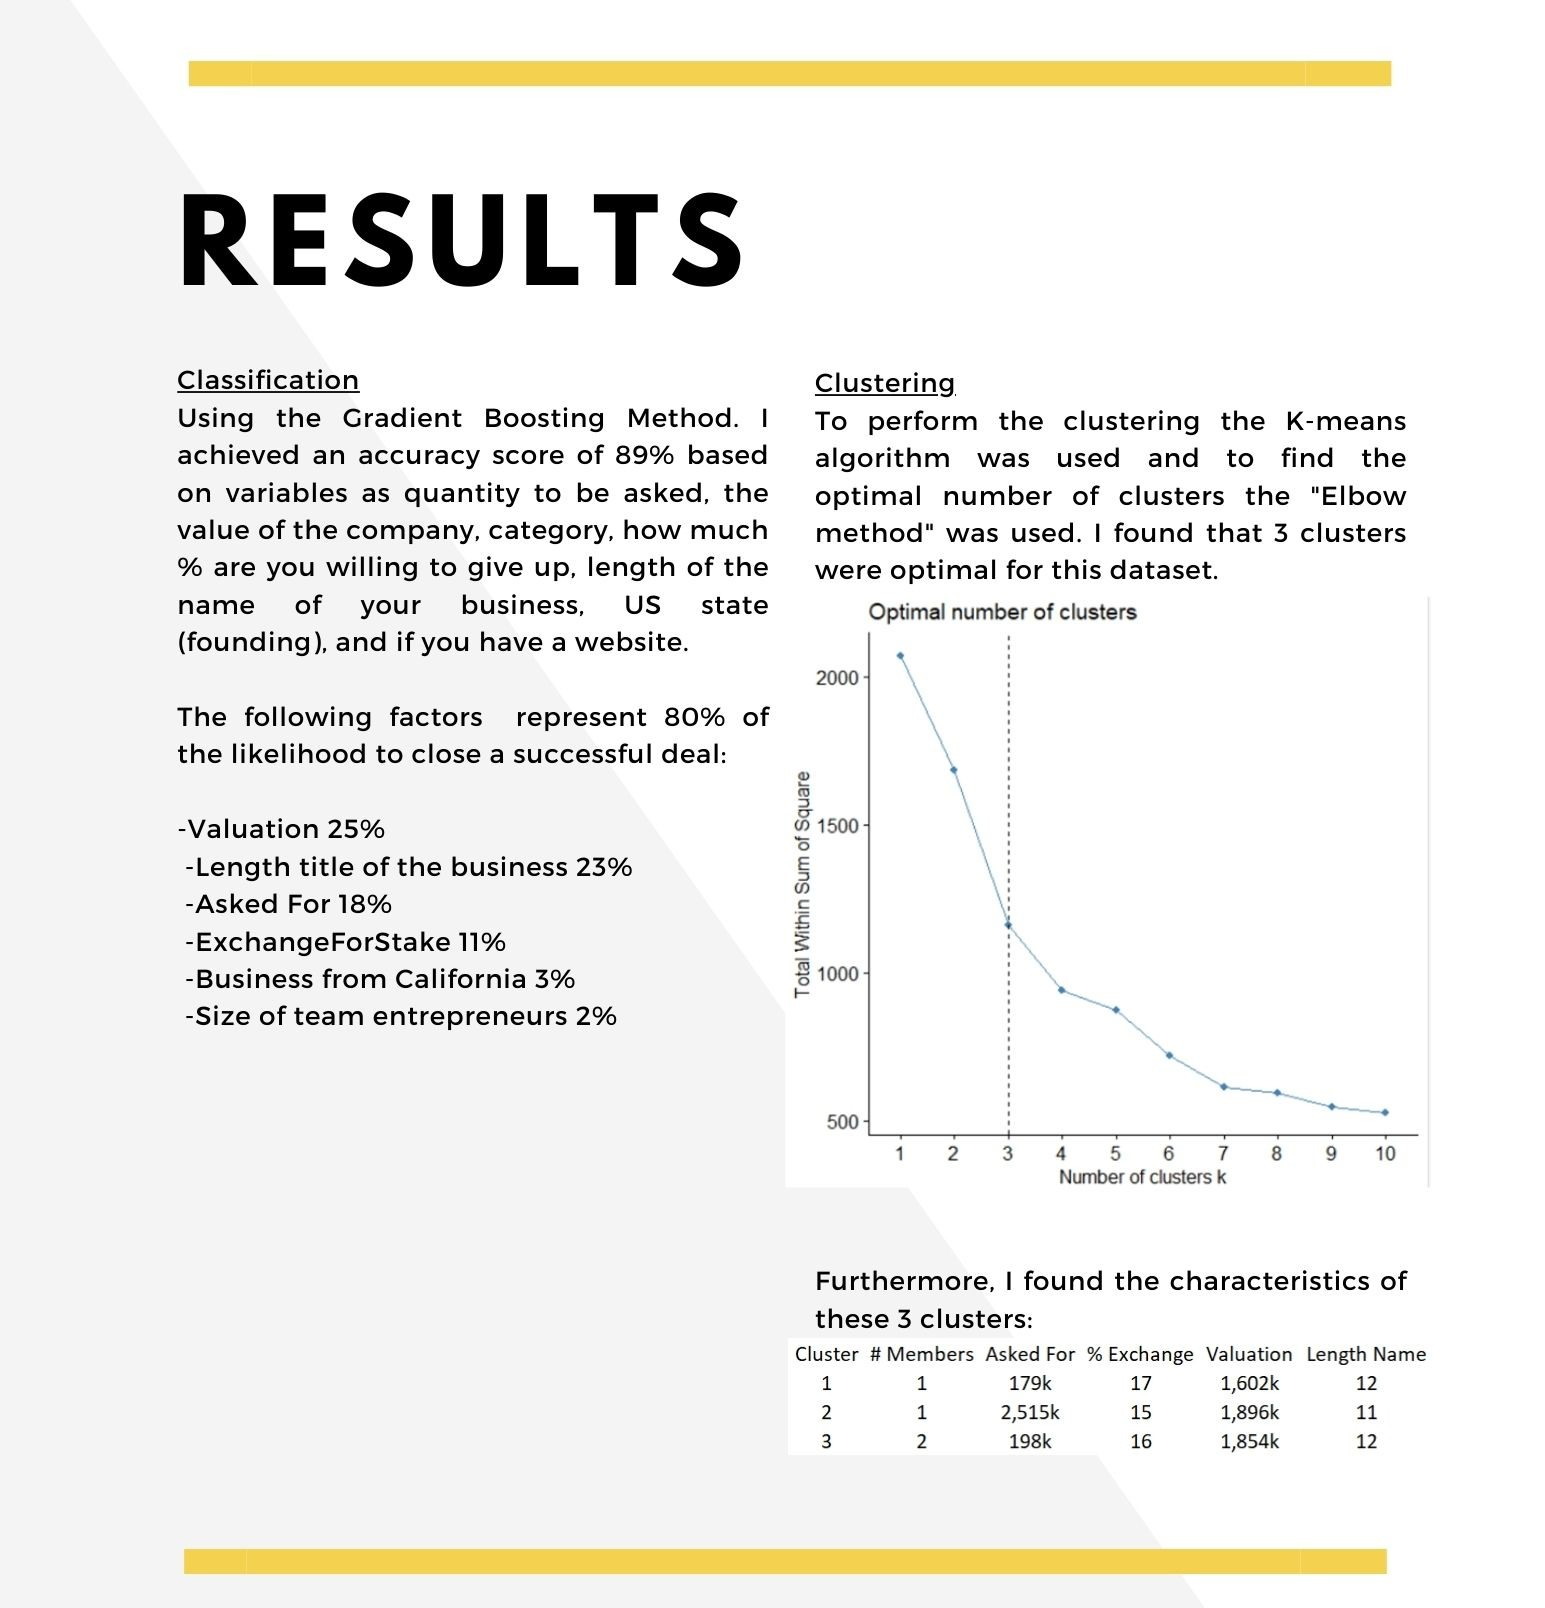 RESULTS
Classification
Using the Gradient Boosting Method. I
achieved an accuracy score of 89% based
on variables as quantity to be asked, the
value of the company, category, how much
% are you willing to give up, length of the
name of your business, US state
(founding), and if you have a website.
The following factors represent 80% of
the likelihood to close a successful deal:
-Valuation 25%
-Length title of the business 23%
-Asked For 18%
-ExchangeForStake 11%
-Business from California 3%
-Size of team entrepreneurs 2%
Clustering
To perform the clustering the K-means
algorithm was used and to find the
optimal number of clusters the "Elbow
method" was used. I found that 3 clusters
were optimal for this dataset.
Optimal number of clusters
2000
1500
1000
500
Total Within Sum of Square
1 2 3 4 5 6 7 8 9 10
Number of clusters k
Furthermore, I found the characteristics of
these 3 clusters:
Cluster # Members Asked For % Exchange Valuation Length Name
1 1 179k 17 1,602k 12
2 1 2,515k 15 1,896k 11
3 2 198k 16 1,854k 12